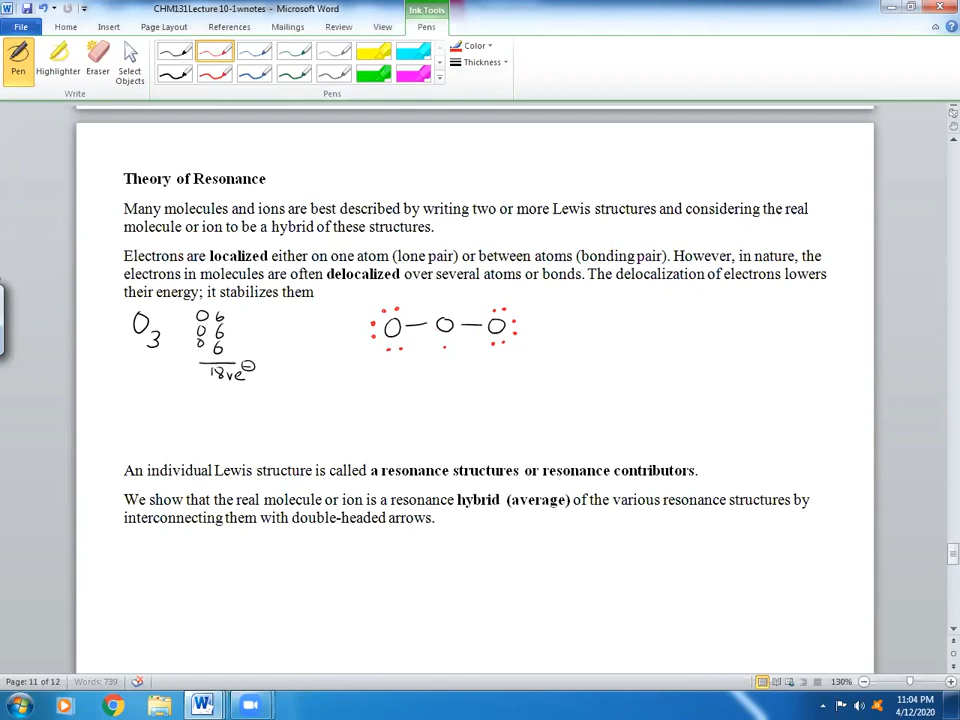 CHM131Lecture 10-1wnotes - Microsoft Word
Ink Tools
File Home Insert Page Layout References Mailings Review View Pens
Pen Highlighter Eraser Select Objects
Color
Thickness
Write Pens
Theory of Resonance
Many molecules and ions are best described by writing two or more Lewis structures and considering the real
molecule or ion to be a hybrid of these structures.
Electrons are localized either on one atom (lone pair) or between atoms (bonding pair). However, in nature, the
electrons in molecules are often delocalized over several atoms or bonds. The delocalization of electrons lowers
their energy; it stabilizes them
O3 O 6 O — O — O
O 6
O 6
18ve⊖
An individual Lewis structure is called a resonance structures or resonance contributors.
We show that the real molecule or ion is a resonance hybrid (average) of the various resonance structures by
interconnecting them with double-headed arrows.
Page: 11 of 12 Words: 739 130%
11:04 PM
4/12/2020